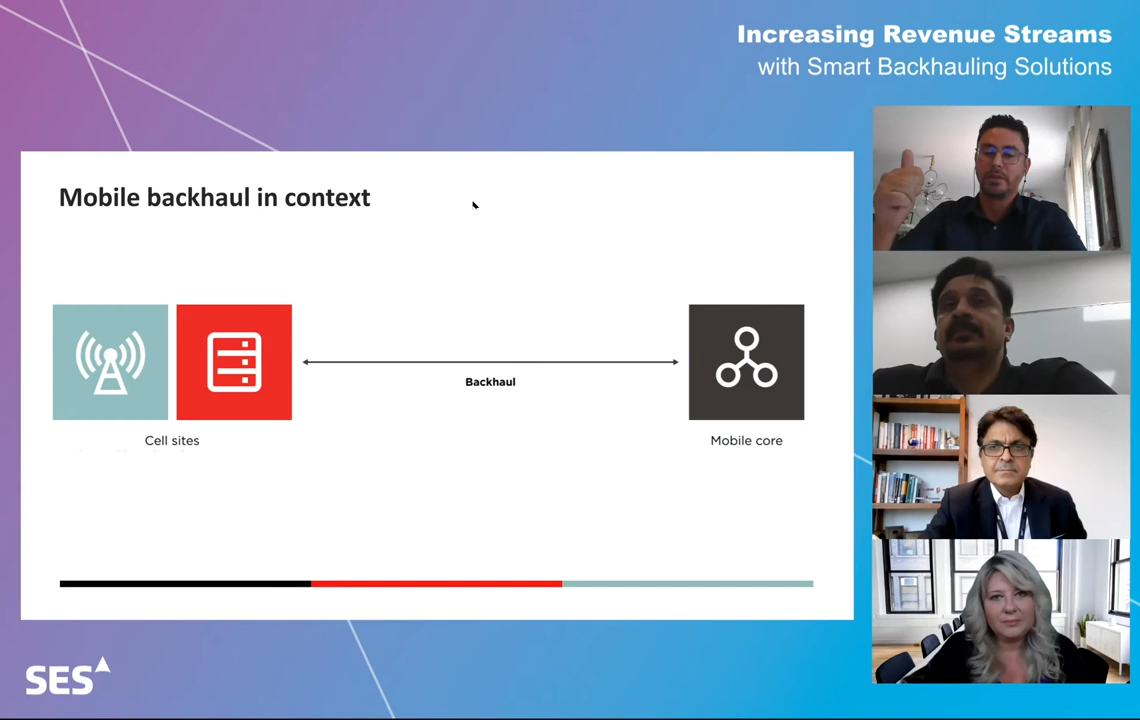 Increasing Revenue Streams
with Smart Backhauling Solutions
Mobile backhaul in context
Backhaul
Cell sites
Mobile core
SES